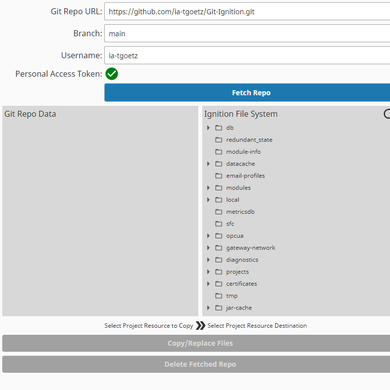 Git Repo URL: https://github.com/ia-tgoetz/Git-Ignition.git
Branch: main
Username: ia-tgoetz
Personal Access Token:
Fetch Repo
Git Repo Data
Ignition File System
db
redundant_state
module-info
datacache
email-profiles
modules
local
metricsdb
sfc
opcua
gateway-network
diagnostics
projects
certificates
tmp
jar-cache
Select Project Resource to Copy Select Project Resource Destination
Copy/Replace Files
Delete Fetched Repo